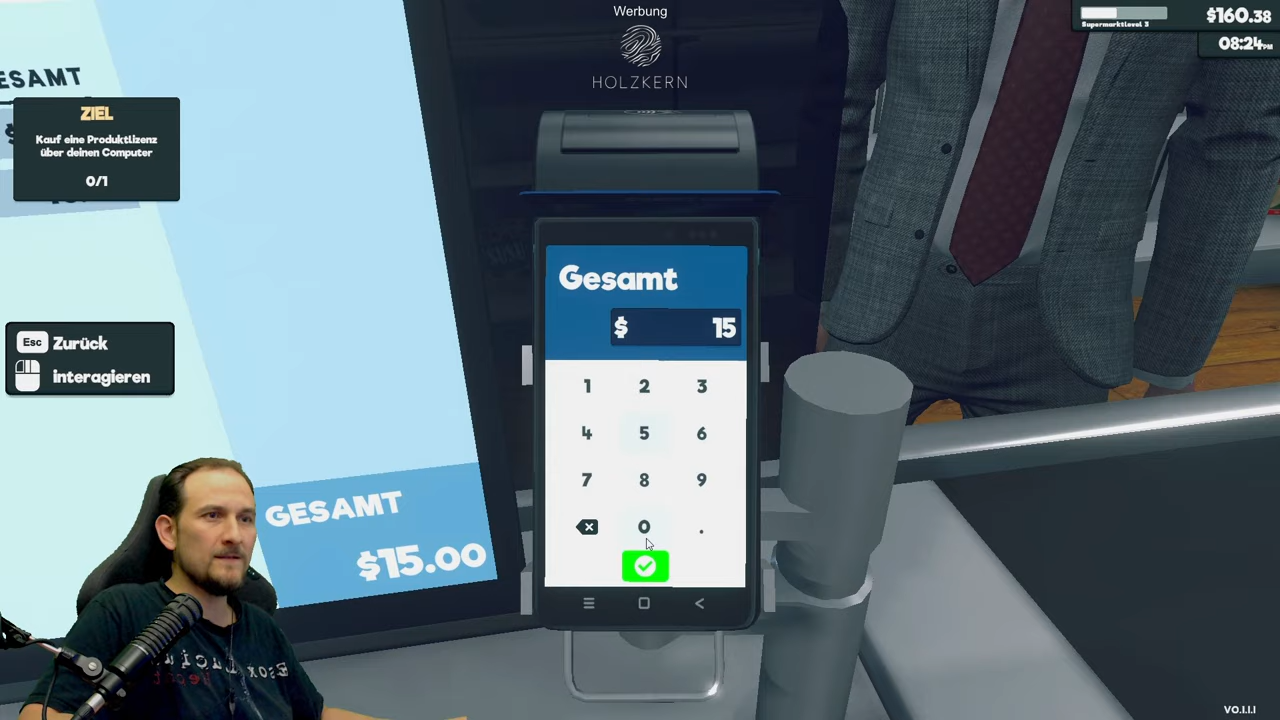 Werbung
HOLZKERN
$160.38
Supermarktlevel 3
08:24PM
ESAMT
ZIEL
Kauf eine Produktlizenz
über deinen Computer
0/1
Esc Zurück
interagieren
Gesamt
$ 15
1 2 3
4 5 6
7 8 9
0 .
GESAMT
$15.00
V0.1.1.1